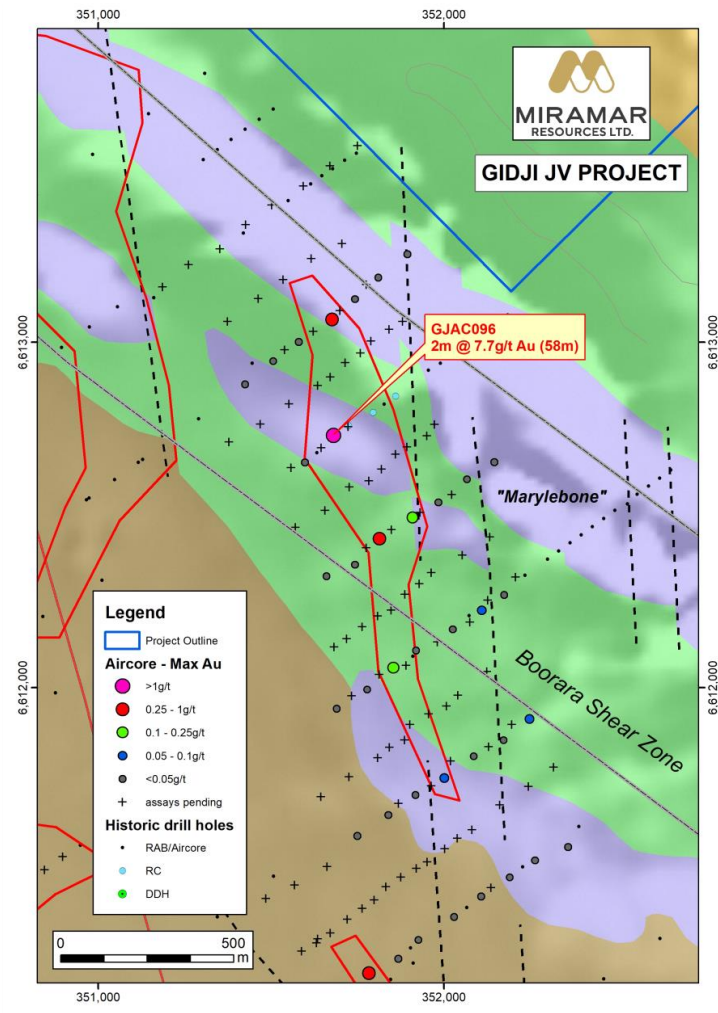 351,000
352,000
MIRAMAR
RESOURCES LTD.
GIDJI JV PROJECT
6,613,000
6,613,000
GJAC096
2m @ 7.7g/t Au (58m)
"Marylebone"
Boorara Shear Zone
6,612,000
6,612,000
Legend
Project Outline
Aircore - Max Au
>1g/t
0.25 - 1g/t
0.1 - 0.25g/t
0.05 - 0.1g/t
<0.05g/t
assays pending
Historic drill holes
RAB/Aircore
RC
DDH
0
500
m
351,000
352,000